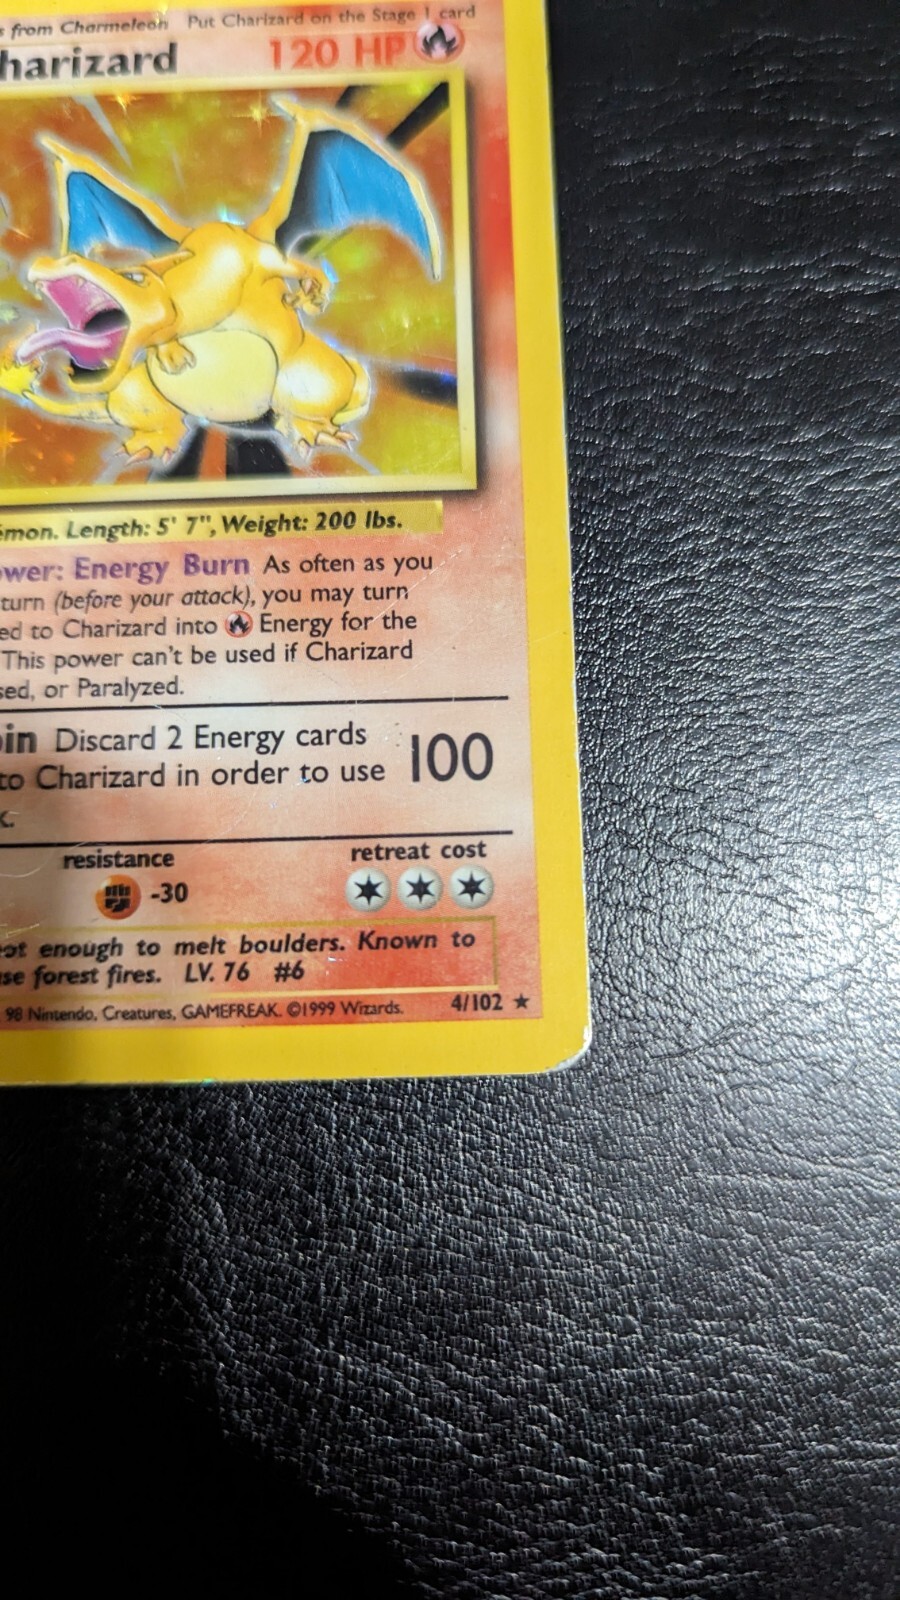 s from Charmeleon Put Charizard on the Stage 1 card
harizard 120 HP
émon. Length: 5' 7", Weight: 200 lbs.
ower: Energy Burn As often as you
turn (before your attack), you may turn
ed to Charizard into Energy for the
This power can't be used if Charizard
sed, or Paralyzed.
pin Discard 2 Energy cards
to Charizard in order to use 100
k.
resistance retreat cost
-30
ot enough to melt boulders. Known to
se forest fires. LV. 76 #6
98 Nintendo, Creatures, GAMEFREAK. ©1999 Wizards. 4/102 ★